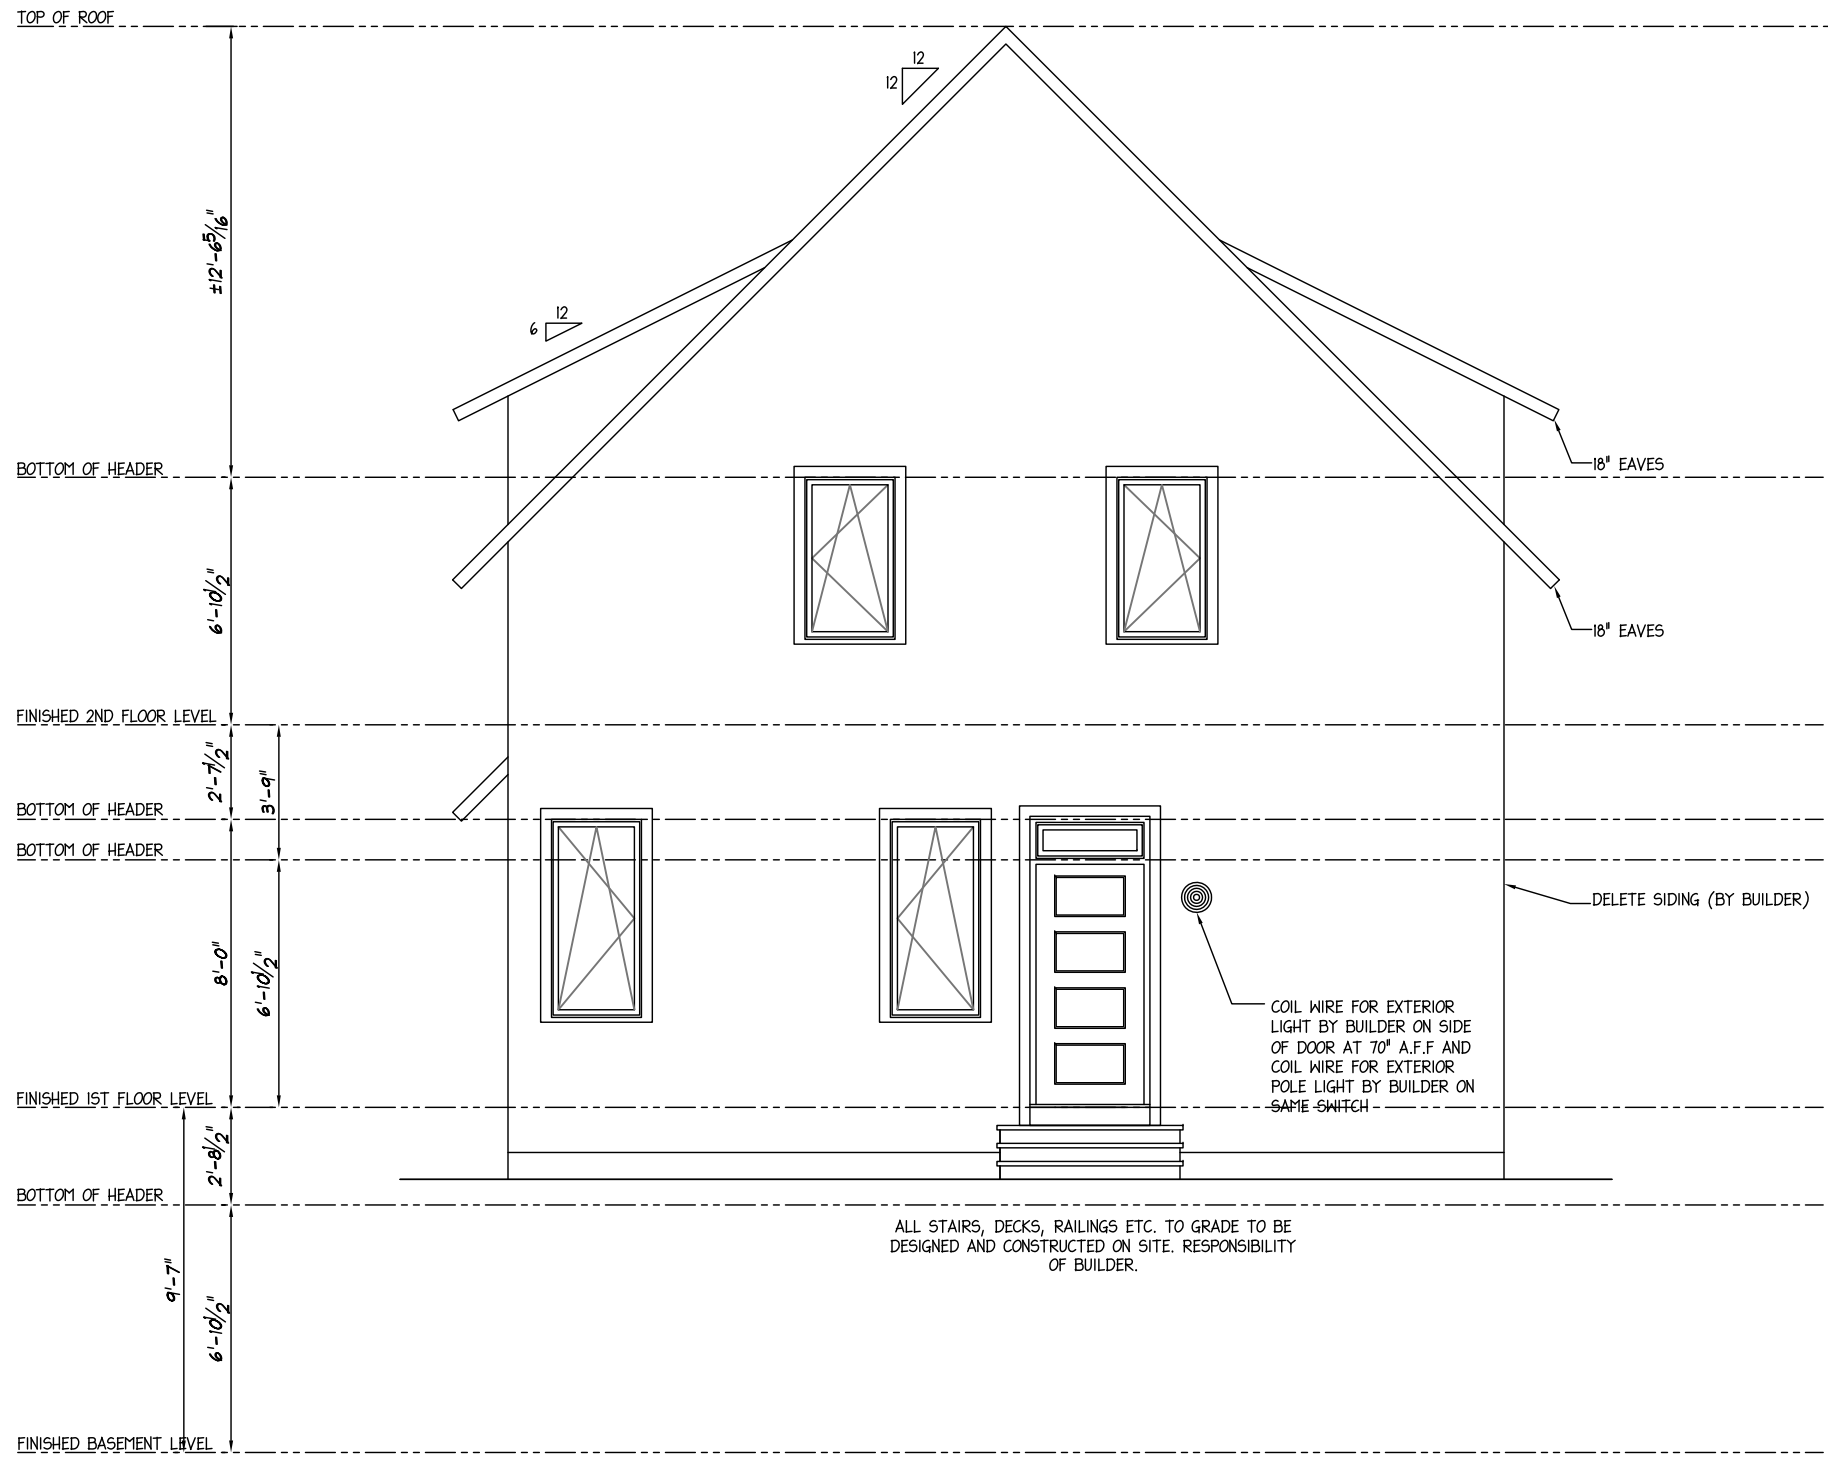 TOP OF ROOF
12
12
±12'-6 5/16"
12
6
BOTTOM OF HEADER
18" EAVES
6'-10 1/2"
18" EAVES
FINISHED 2ND FLOOR LEVEL
2'-7 1/2"
3'-9"
BOTTOM OF HEADER
BOTTOM OF HEADER
DELETE SIDING (BY BUILDER)
8'-0"
6'-10 1/2"
COIL WIRE FOR EXTERIOR
LIGHT BY BUILDER ON SIDE
OF DOOR AT 70" A.F.F AND
COIL WIRE FOR EXTERIOR
POLE LIGHT BY BUILDER ON
SAME SWITCH
FINISHED 1ST FLOOR LEVEL
2'-8 1/2"
BOTTOM OF HEADER
ALL STAIRS, DECKS, RAILINGS ETC. TO GRADE TO BE
DESIGNED AND CONSTRUCTED ON SITE. RESPONSIBILITY
OF BUILDER.
9'-7"
6'-10 1/2"
FINISHED BASEMENT LEVEL